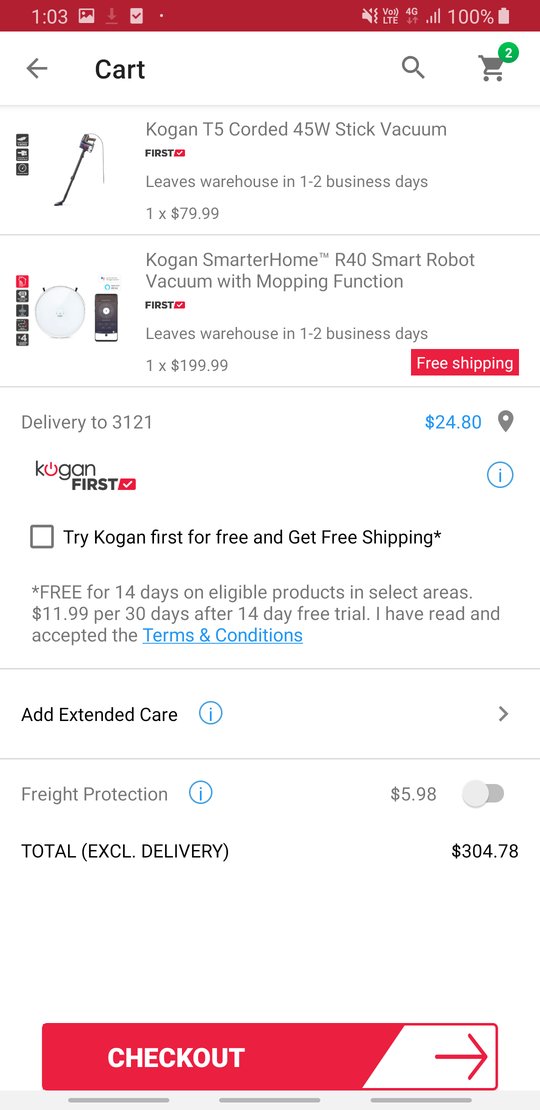 1:03
Vo)) LTE 4G 100%
Cart
2
Kogan T5 Corded 45W Stick Vacuum
FIRST
Leaves warehouse in 1-2 business days
1 x $79.99
Kogan SmarterHome™ R40 Smart Robot
Vacuum with Mopping Function
FIRST
Leaves warehouse in 1-2 business days
1 x $199.99
Free shipping
Delivery to 3121 $24.80
kogan
FIRST
Try Kogan first for free and Get Free Shipping*
*FREE for 14 days on eligible products in select areas.
$11.99 per 30 days after 14 day free trial. I have read and
accepted the Terms & Conditions
Add Extended Care
Freight Protection $5.98
TOTAL (EXCL. DELIVERY) $304.78
CHECKOUT